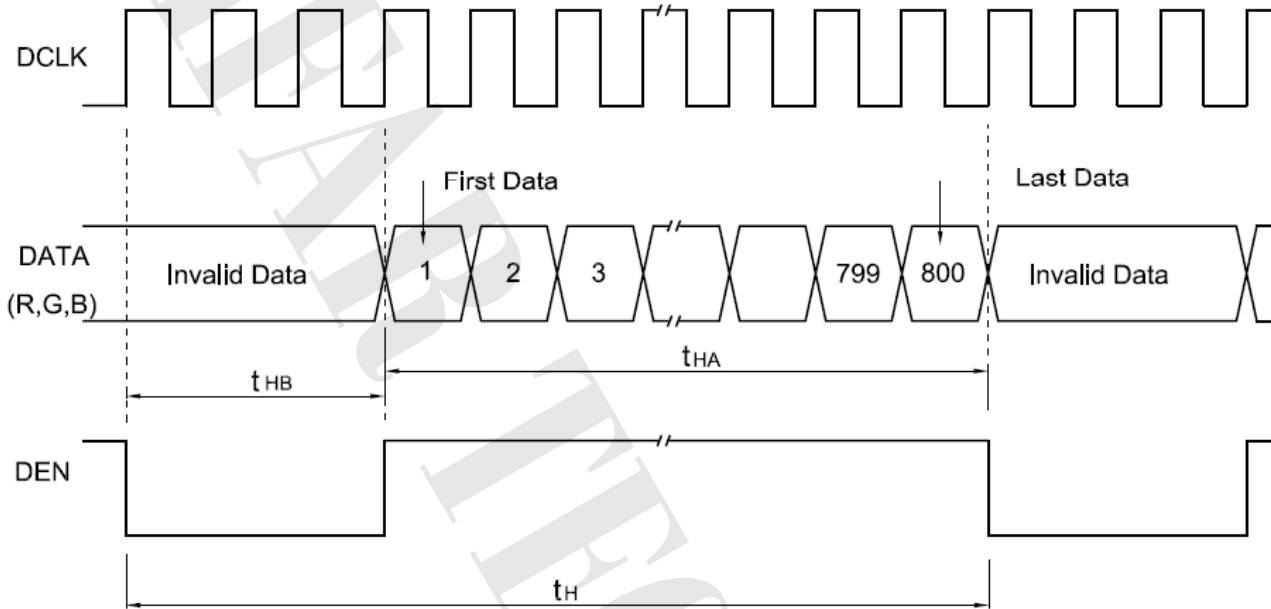 DCLK
First Data
Last Data
DATA
(R,G,B)
Invalid Data 1 2 3 799 800 Invalid Data
tHB
tHA
DEN
tH